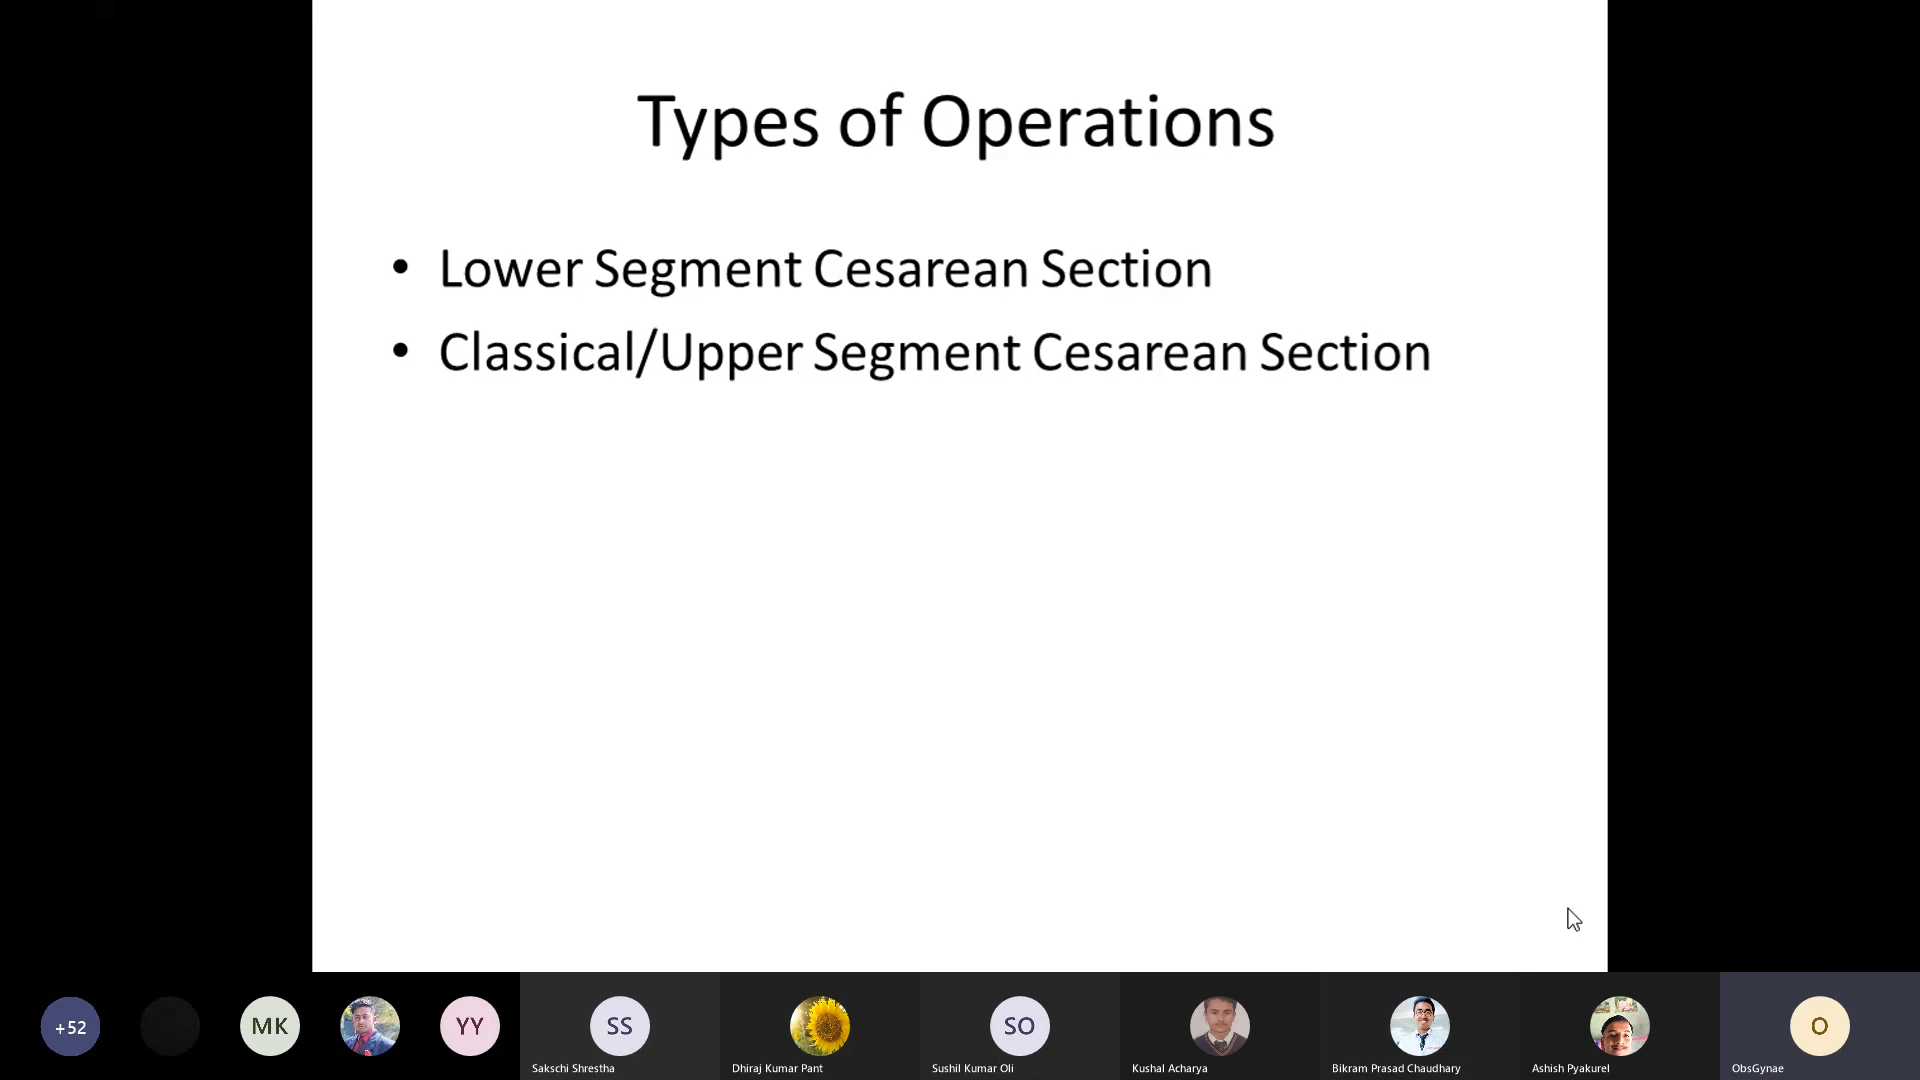 Types of Operations
• Lower Segment Cesarean Section
• Classical/Upper Segment Cesarean Section
+52
MK
YY
SS
SO
O
Sakschi Shrestha
Dhiraj Kumar Pant
Sushil Kumar Oli
Kushal Acharya
Bikram Prasad Chaudhary
Ashish Pyakurel
ObsGynae